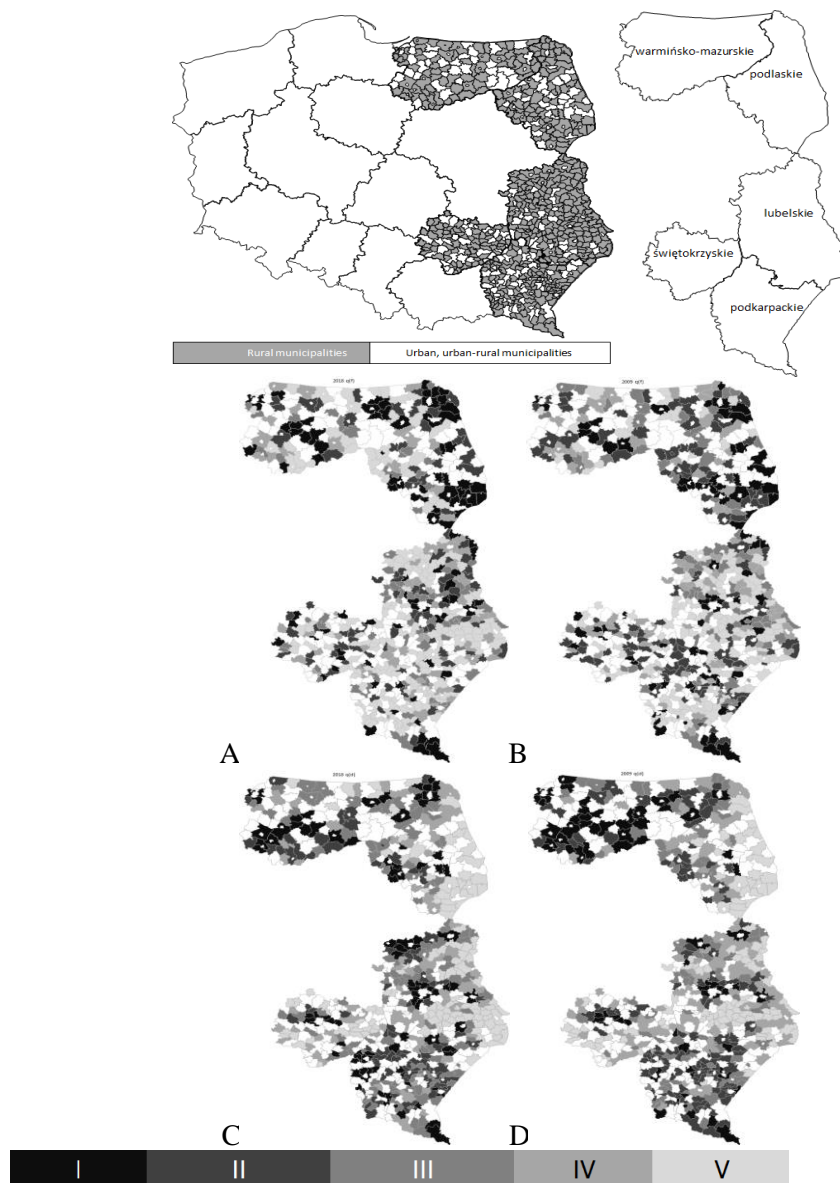 warmińsko-mazurskie
podlaskie
lubelskie
świętokrzyskie
podkarpackie
Rural municipalities Urban, urban-rural municipalities
A B
C D
I II III IV V